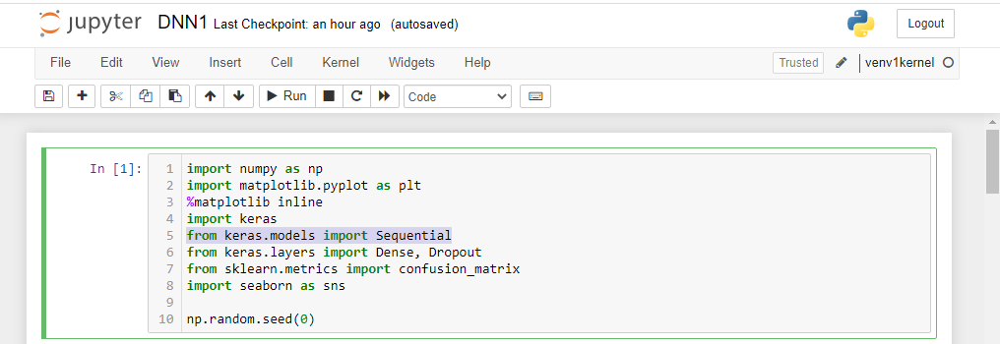 jupyter DNN1 Last Checkpoint: an hour ago (autosaved) Logout
File Edit View Insert Cell Kernel Widgets Help Trusted venv1kernel
Run Code
In [1]:
1 import numpy as np
2 import matplotlib.pyplot as plt
3 %matplotlib inline
4 import keras
5 from keras.models import Sequential
6 from keras.layers import Dense, Dropout
7 from sklearn.metrics import confusion_matrix
8 import seaborn as sns
9
10 np.random.seed(0)